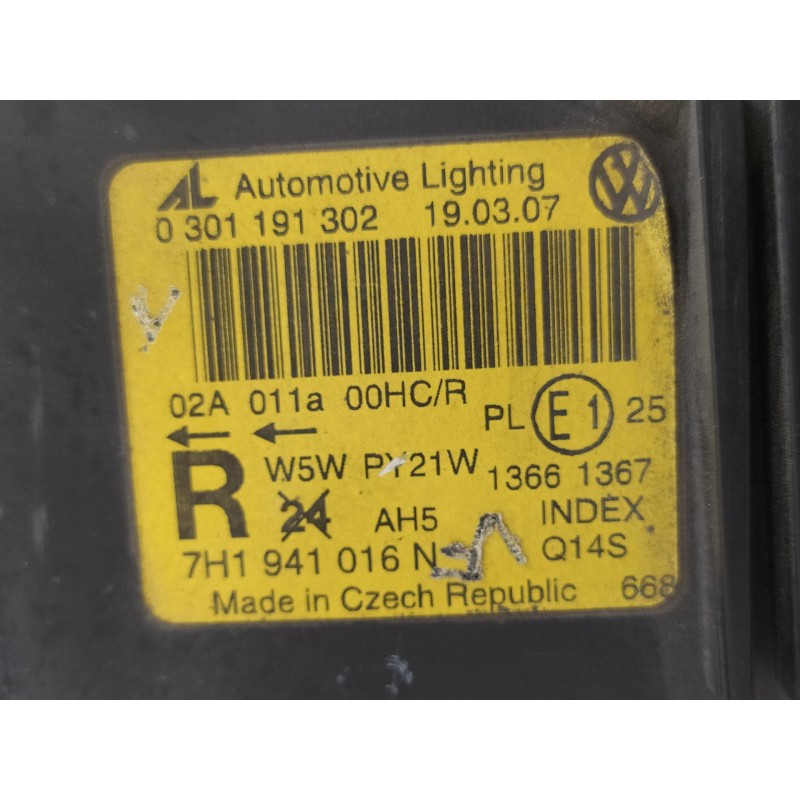 AL Automotive Lighting
0 301 191 302 19.03.07
02A 011a 00HC/R
PL E1 25
R W5W PY21W 1366 1367
24 AH5 INDEX
7H1 941 016 N Q14S
Made in Czech Republic 668